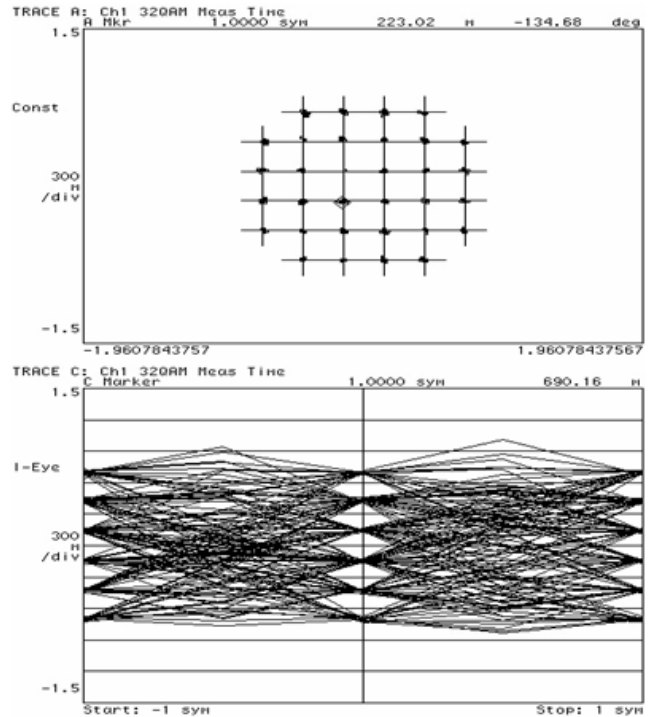 TRACE A: Ch1 32QAM Meas Time
A Mkr 1.0000 sym 223.02 m -134.68 deg
1.5
Const
300
m
/div
-1.5
-1.9607843757 1.96078437567
TRACE C: Ch1 32QAM Meas Time
C Marker 1.0000 sym 690.16 m
1.5
I-Eye
300
m
/div
-1.5
Start: -1 sym Stop: 1 sym